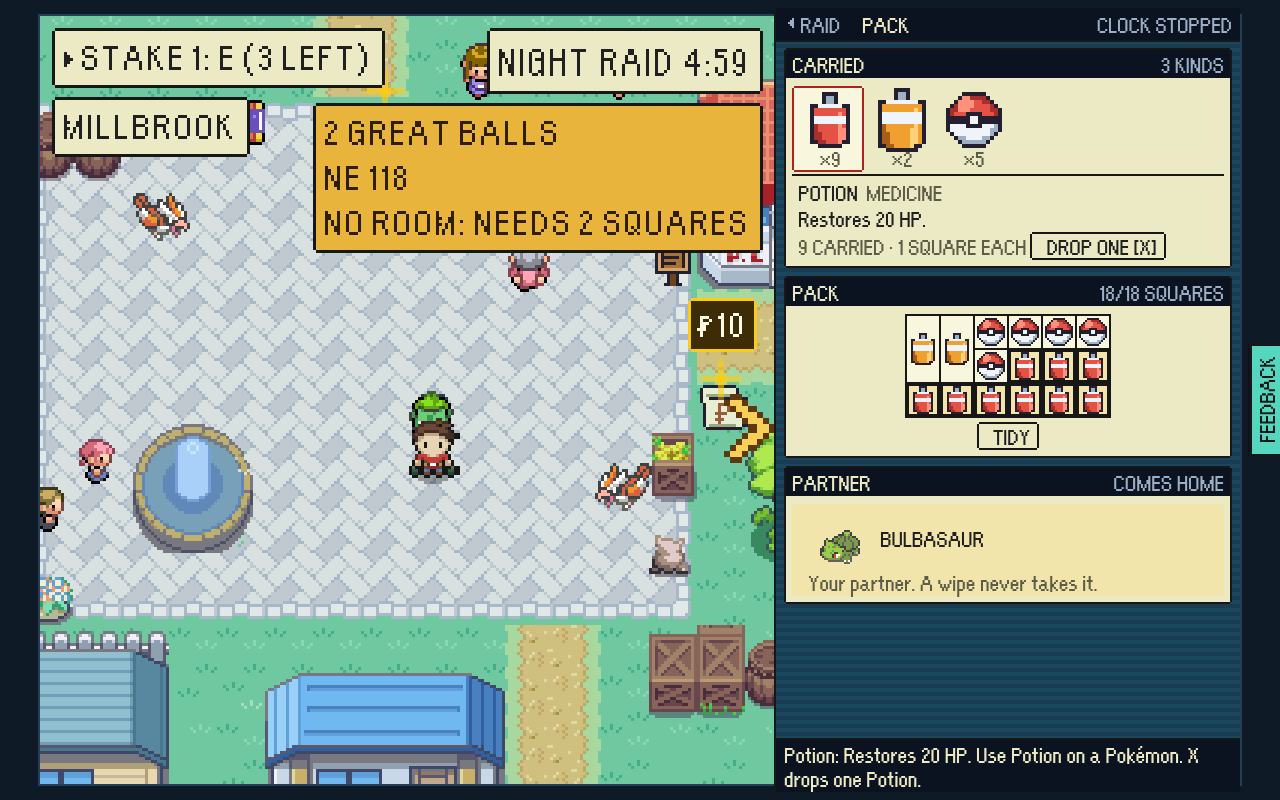 ▸STAKE 1: E (3 LEFT)
NIGHT RAID 4:59
MILLBROOK
2 GREAT BALLS
NE 118
NO ROOM: NEEDS 2 SQUARES
₽10
RAID PACK CLOCK STOPPED
CARRIED 3 KINDS
×9 ×2 ×5
POTION MEDICINE
Restores 20 HP.
9 CARRIED · 1 SQUARE EACH DROP ONE [X]
PACK 18/18 SQUARES
TIDY
PARTNER COMES HOME
BULBASAUR
Your partner. A wipe never takes it.
Potion: Restores 20 HP. Use Potion on a Pokémon. X
drops one Potion.
FEEDBACK